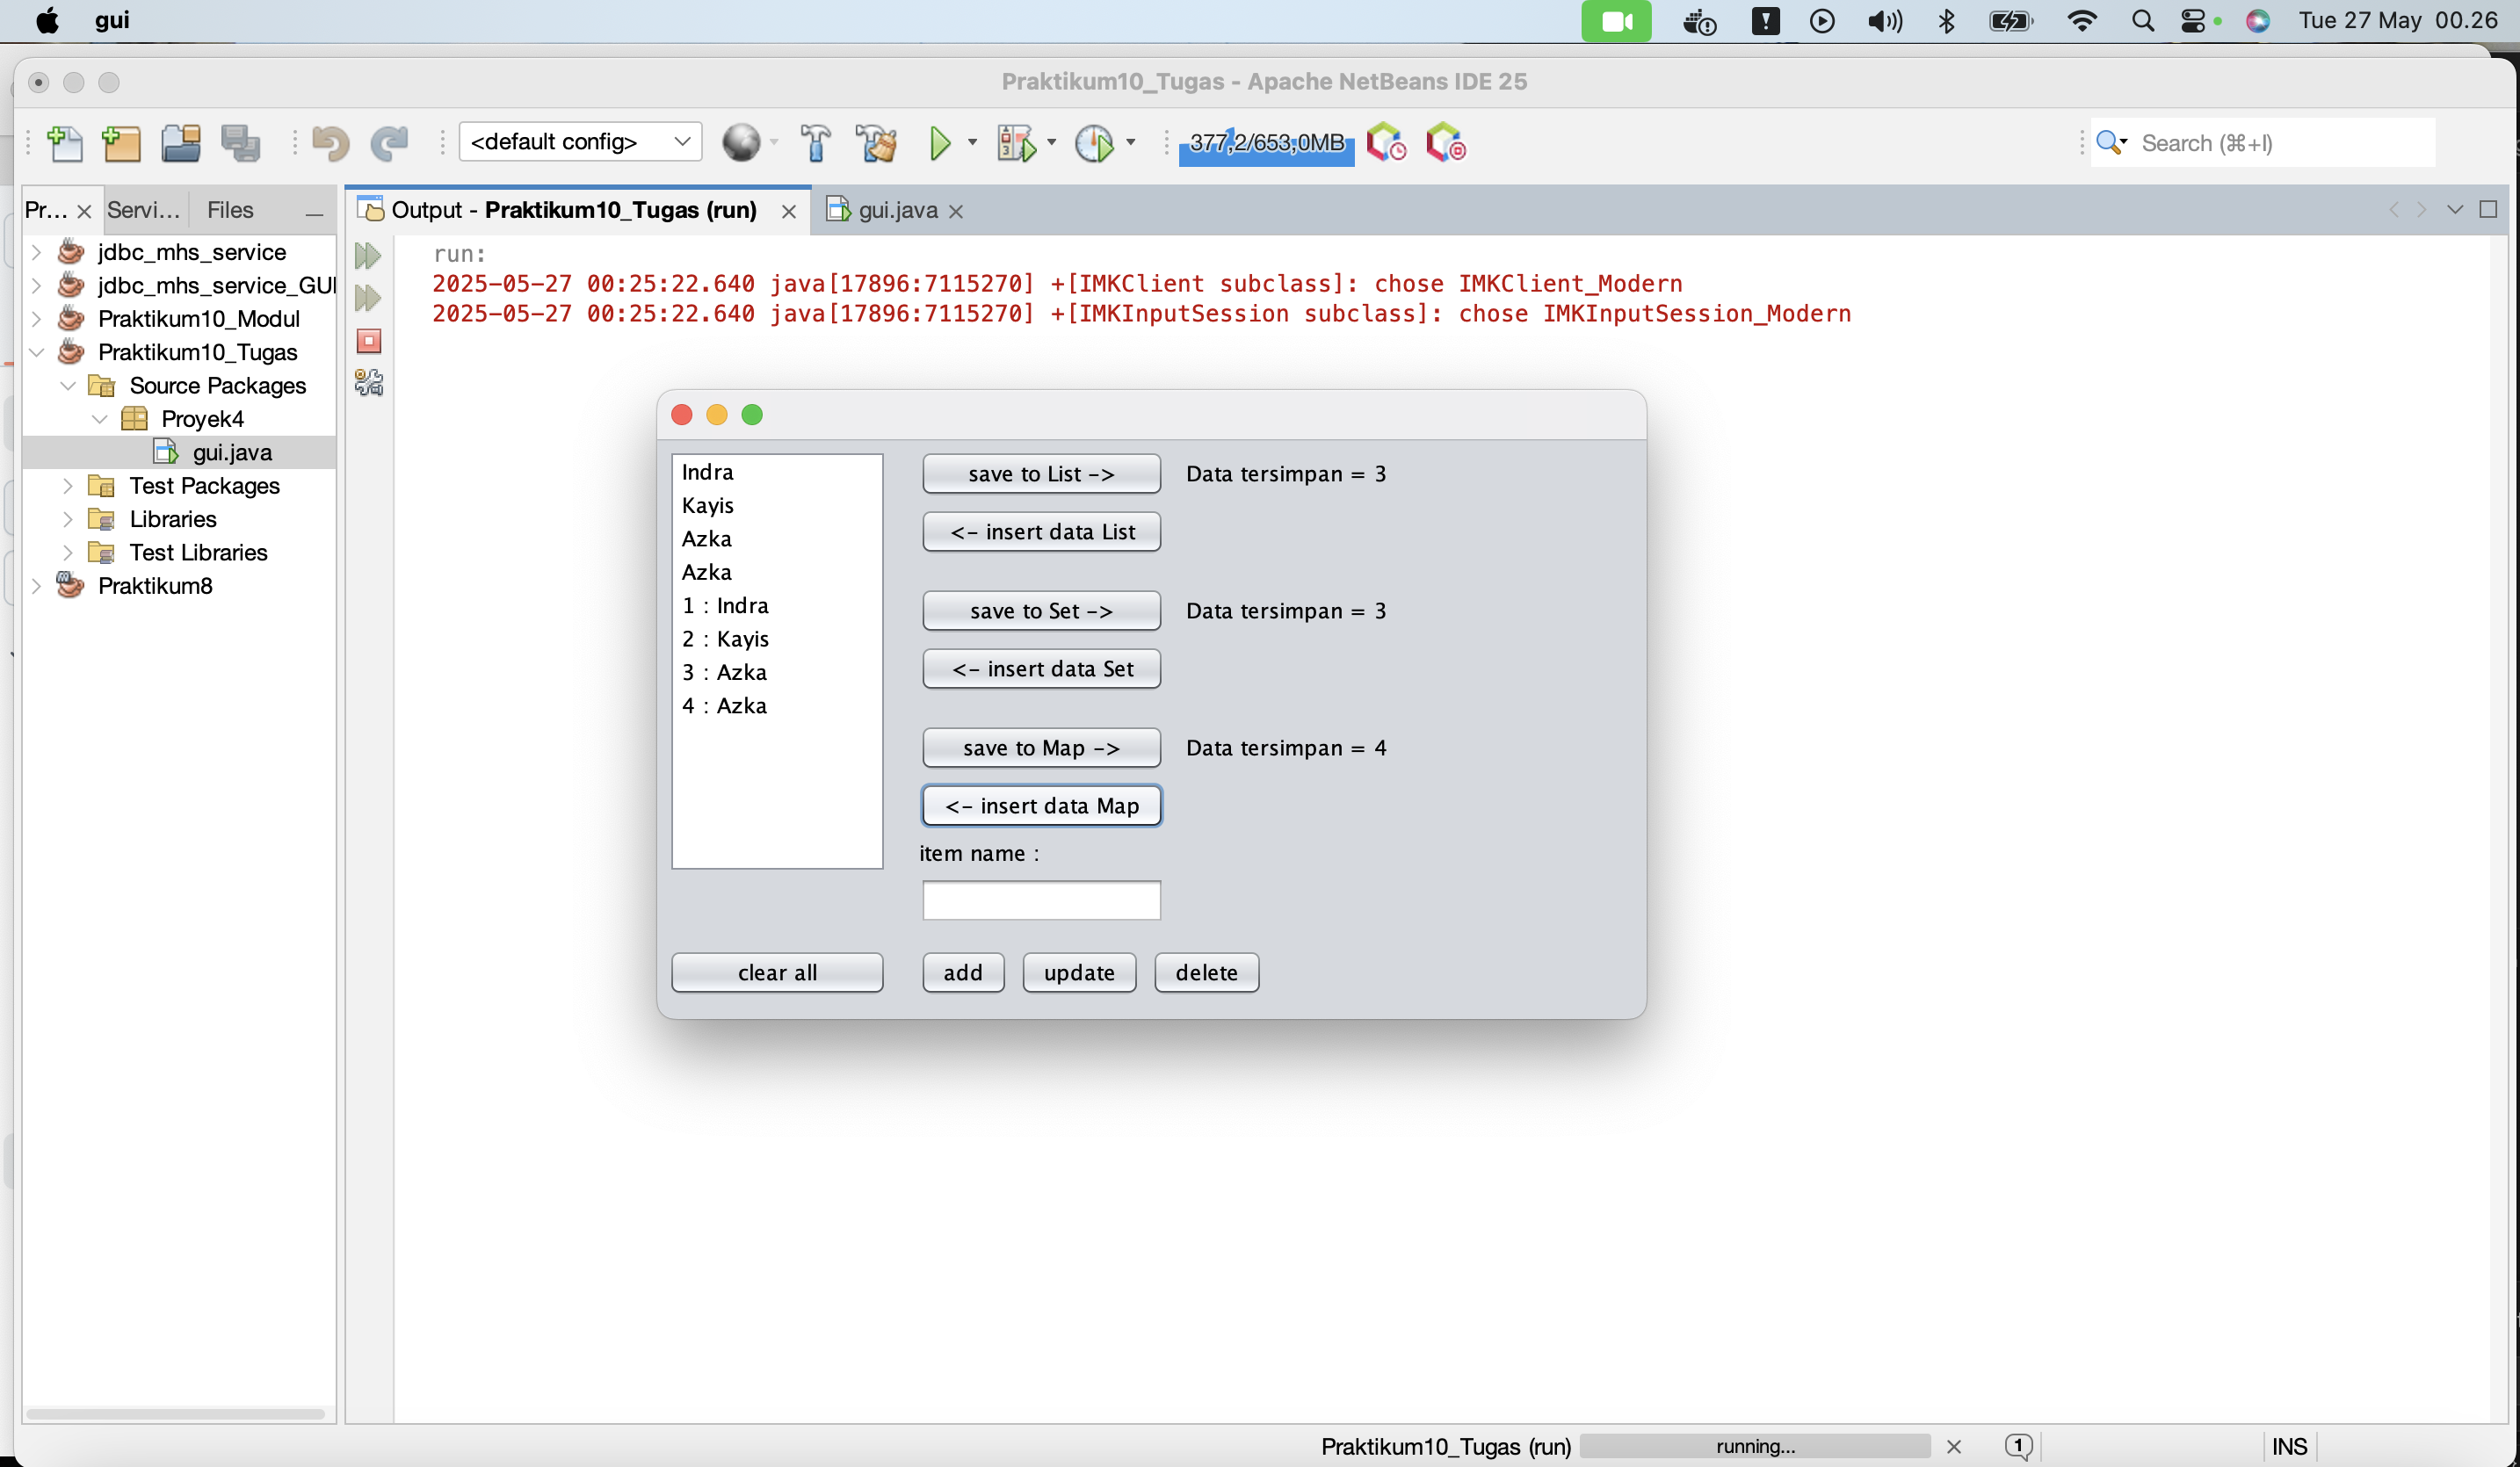 gui
Tue 27 May 00.26
Praktikum10_Tugas - Apache NetBeans IDE 25
<default config>
377,2/653,0MB
Search (⌘+I)
Pr...
Servi...
Files
Output - Praktikum10_Tugas (run)
gui.java
jdbc_mhs_service
jdbc_mhs_service_GUI
Praktikum10_Modul
Praktikum10_Tugas
Source Packages
Proyek4
gui.java
Test Packages
Libraries
Test Libraries
Praktikum8
run:
2025-05-27 00:25:22.640 java[17896:7115270] +[IMKClient subclass]: chose IMKClient_Modern
2025-05-27 00:25:22.640 java[17896:7115270] +[IMKInputSession subclass]: chose IMKInputSession_Modern
Indra
Kayis
Azka
Azka
1 : Indra
2 : Kayis
3 : Azka
4 : Azka
save to List ->
Data tersimpan = 3
<- insert data List
save to Set ->
Data tersimpan = 3
<- insert data Set
save to Map ->
Data tersimpan = 4
<- insert data Map
item name :
clear all
add
update
delete
Praktikum10_Tugas (run)
running...
1
INS